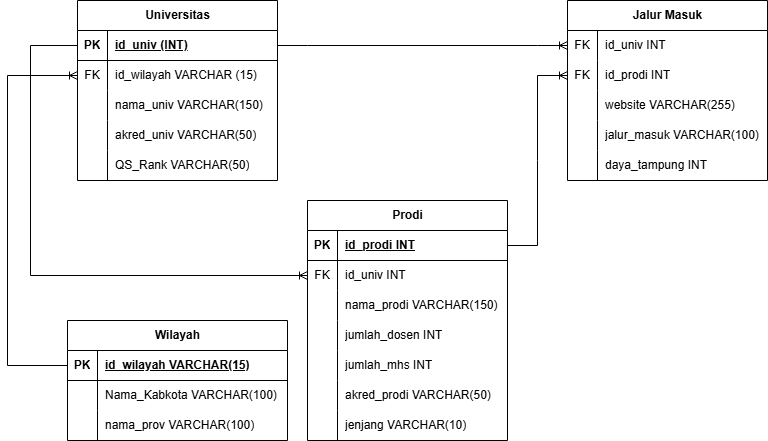 Universitas
PK id_univ (INT)
FK id_wilayah VARCHAR (15)
nama_univ VARCHAR(150)
akred_univ VARCHAR(50)
QS_Rank VARCHAR(50)
Jalur Masuk
FK id_univ INT
FK id_prodi INT
website VARCHAR(255)
jalur_masuk VARCHAR(100)
daya_tampung INT
Prodi
PK id_prodi INT
FK id_univ INT
nama_prodi VARCHAR(150)
jumlah_dosen INT
jumlah_mhs INT
akred_prodi VARCHAR(50)
jenjang VARCHAR(10)
Wilayah
PK id_wilayah VARCHAR(15)
Nama_Kabkota VARCHAR(100)
nama_prov VARCHAR(100)